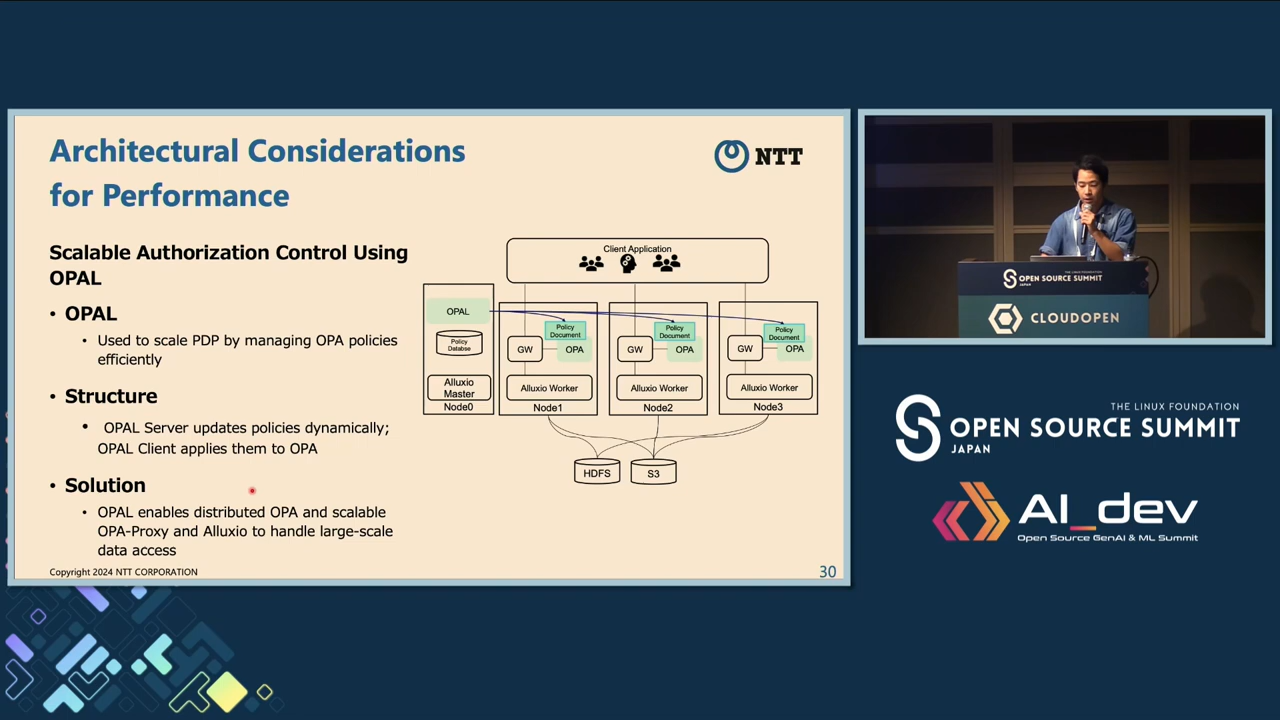 Architectural Considerations
for Performance
NTT
Scalable Authorization Control Using
OPAL
• OPAL
• Used to scale PDP by managing OPA policies
efficiently
• Structure
• OPAL Server updates policies dynamically;
OPAL Client applies them to OPA
• Solution
• OPAL enables distributed OPA and scalable
OPA-Proxy and Alluxio to handle large-scale
data access
Copyright 2024 NTT CORPORATION
30
Client Application
OPAL
Policy
Databse
Alluxio
Master
Node0
Policy
Document
GW
OPA
Alluxio Worker
Node1
Policy
Document
GW
OPA
Alluxio Worker
Node2
Policy
Document
GW
OPA
Alluxio Worker
Node3
HDFS
S3
THE LINUX FOUNDATION
OPEN SOURCE SUMMIT
JAPAN
CLOUDOPEN
THE LINUX FOUNDATION
OPEN SOURCE SUMMIT
JAPAN
AI_dev
Open Source GenAI & ML Summit